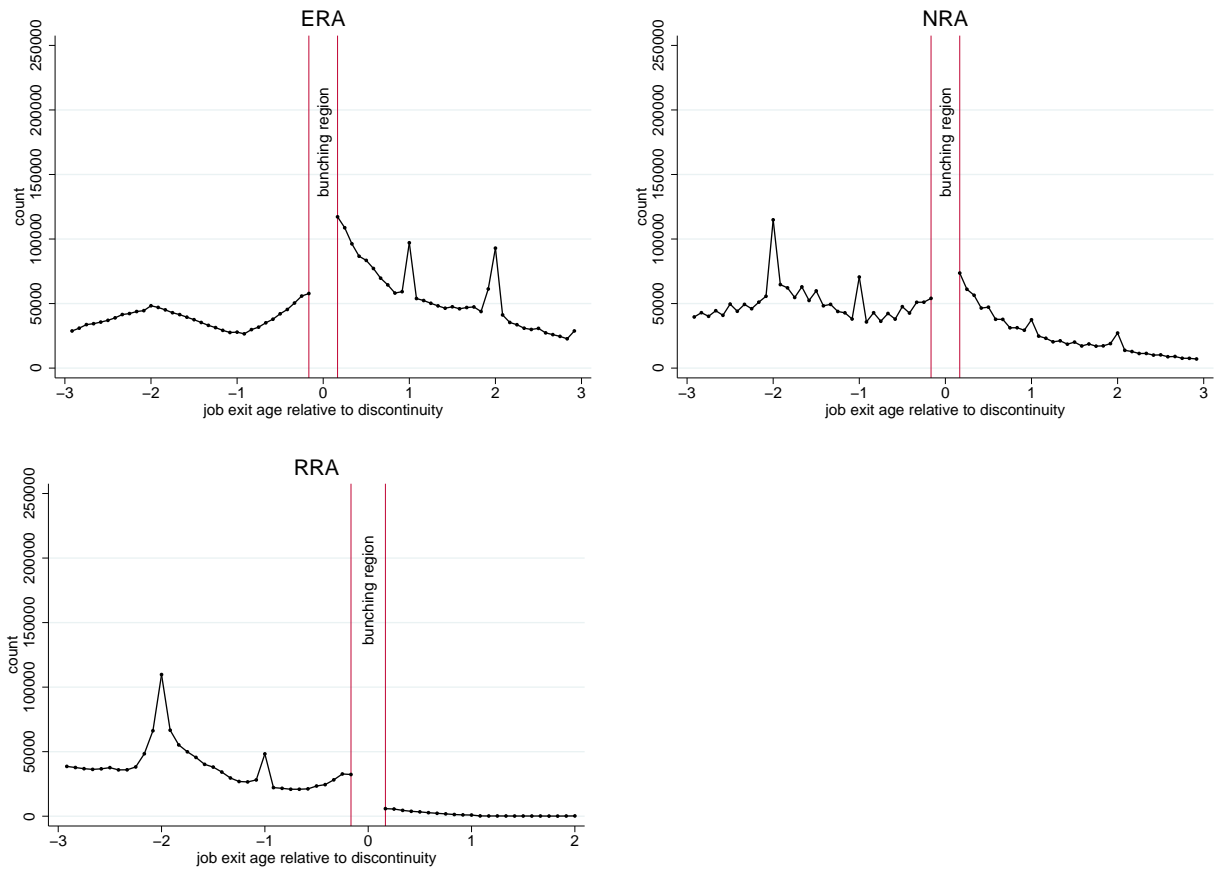 ERA
250000
200000
150000
100000
50000
0
count
bunching region
−3 −2 −1 0 1 2 3
job exit age relative to discontinuity
NRA
250000
200000
150000
100000
50000
0
count
bunching region
−3 −2 −1 0 1 2 3
job exit age relative to discontinuity
RRA
250000
200000
150000
100000
50000
0
count
bunching region
−3 −2 −1 0 1 2
job exit age relative to discontinuity